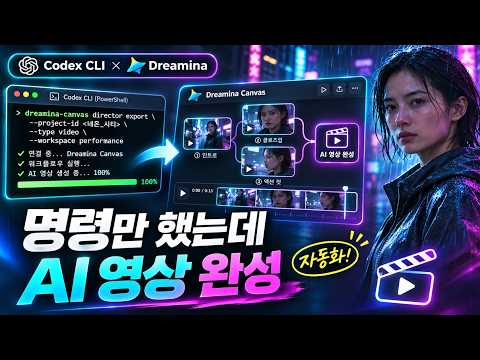 Codex CLI × Dreamina
Codex CLI (PowerShell)
> dreamina-canvas director export \
--project-id <네온_시티> \
--type video \
--workspace performance
✓ 연결 중... Dreamina Canvas
✓ 워크플로우 실행...
✓ AI 영상 생성 중... 100%
100%
Dreamina Canvas
① 인트로
② 클로즈업
③ 액션 컷
AI 영상 완성
0:00 / 0:15
명령만 했는데
AI 영상 완성
자동화!